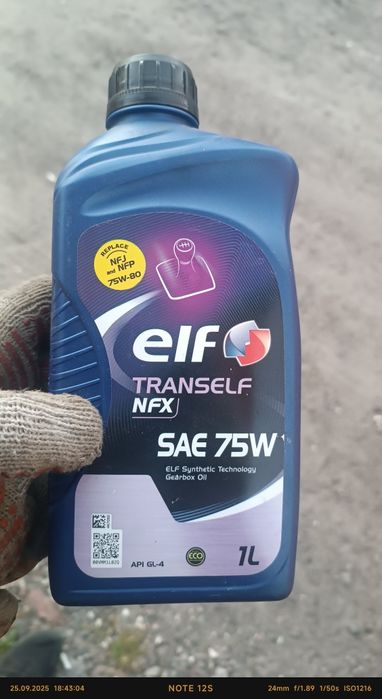 REPLACE
NFJ
and NFP
75W-80
elf
TRANSELF
NFX
SAE 75W
ELF Synthetic Technology
Gearbox Oil
API GL-4
ECO
1L
25.09.2025 18:43:04
NOTE 12S
24mm f/1.89 1/50s ISO1216